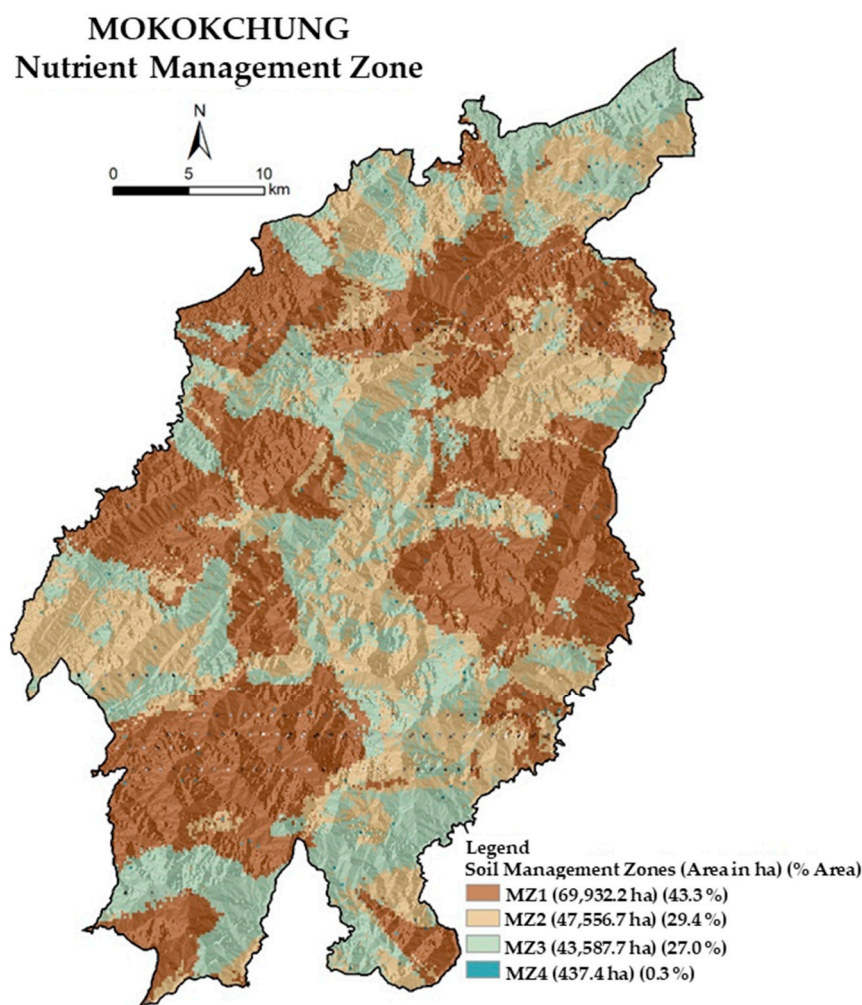 MOKOKCHUNG
Nutrient Management Zone
N
0 5 10
km
Legend
Soil Management Zones (Area in ha) (% Area)
MZ1 (69,932.2 ha) (43.3 %)
MZ2 (47,556.7 ha) (29.4 %)
MZ3 (43,587.7 ha) (27.0 %)
MZ4 (437.4 ha) (0.3 %)